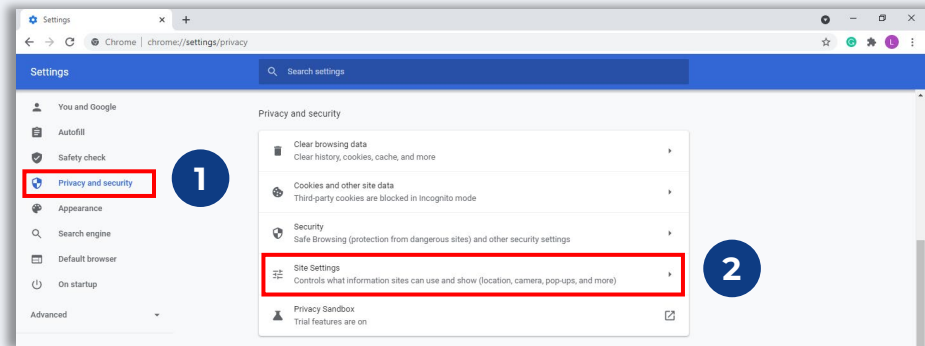 Settings
Chrome | chrome://settings/privacy
L
Settings
Search settings
You and Google
Autofill
Safety check
Privacy and security
Appearance
Search engine
Default browser
On startup
Advanced
1
Privacy and security
Clear browsing data
Clear history, cookies, cache, and more
Cookies and other site data
Third-party cookies are blocked in Incognito mode
Security
Safe Browsing (protection from dangerous sites) and other security settings
Site Settings
Controls what information sites can use and show (location, camera, pop-ups, and more)
2
Privacy Sandbox
Trial features are on